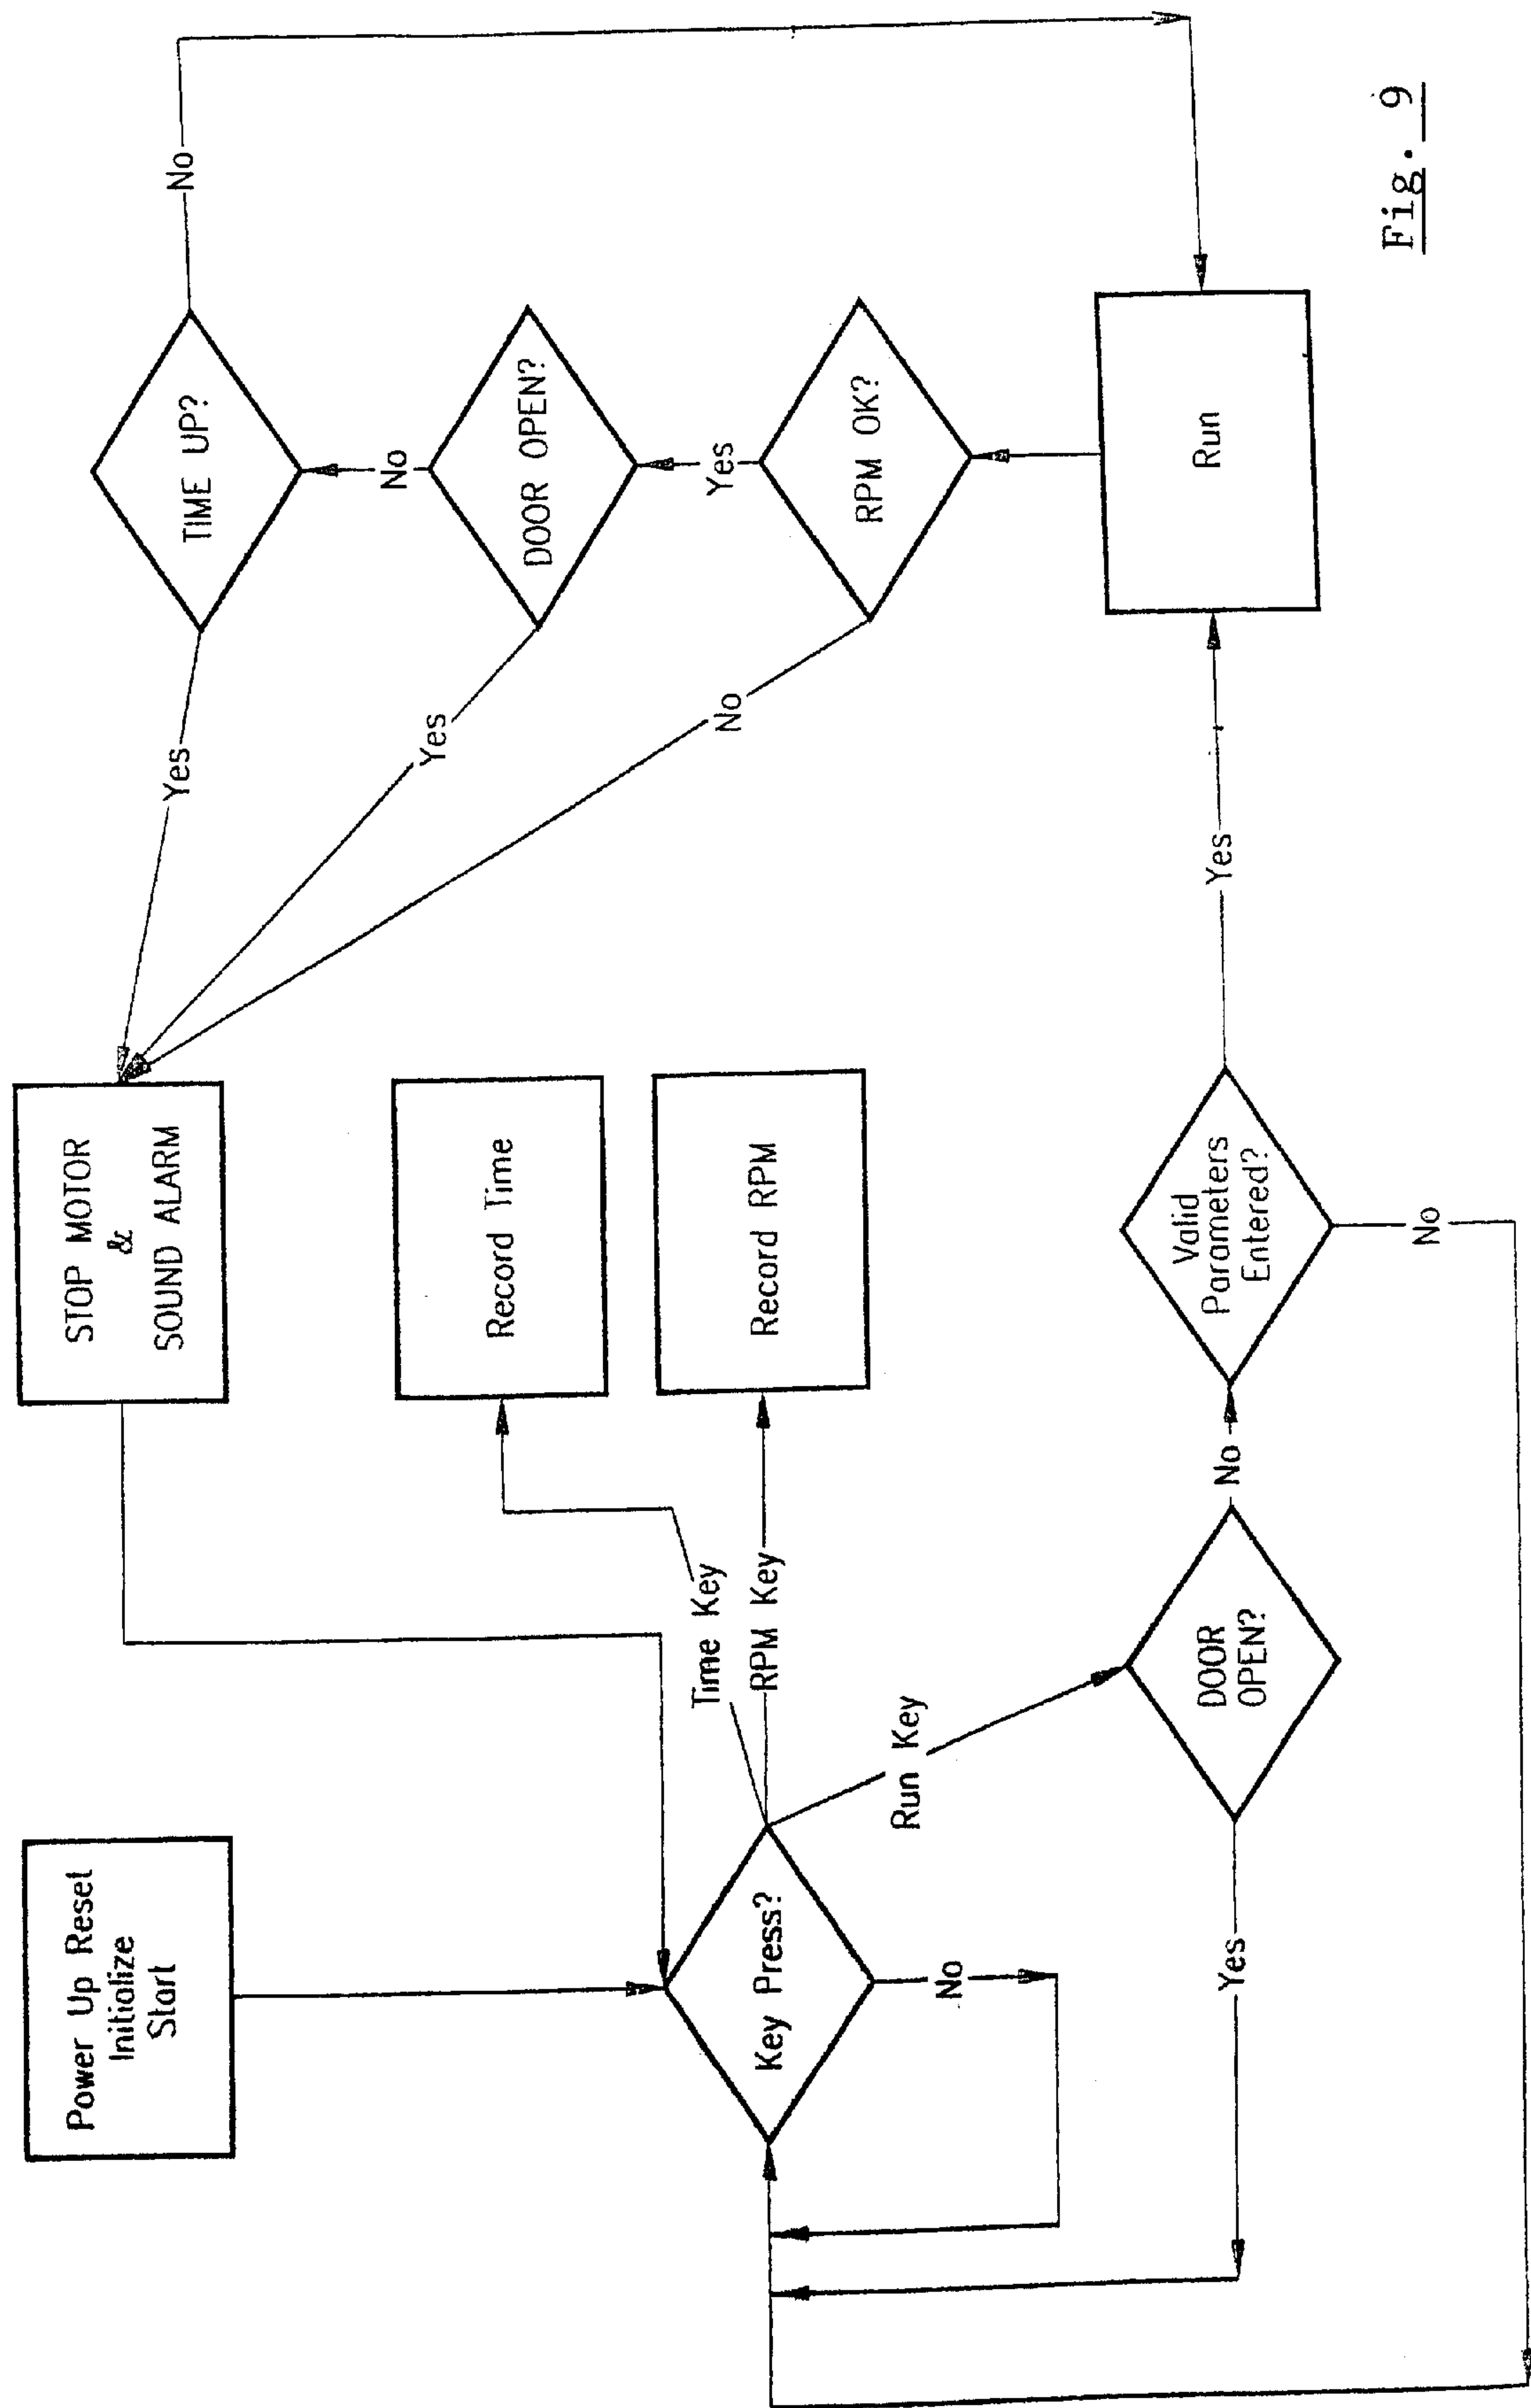 Power Up Reset
Initialize
Start
STOP MOTOR
&
SOUND ALARM
Yes
TIME UP?
No
Record Time
Yes
DOOR OPEN?
No
Key Press?
Time Key
RPM Key
Record RPM
No
Yes
RPM OK?
No
Run Key
Yes
DOOR
OPEN?
No
Valid
Parameters
Entered?
Yes
Run
No
Fig. 9